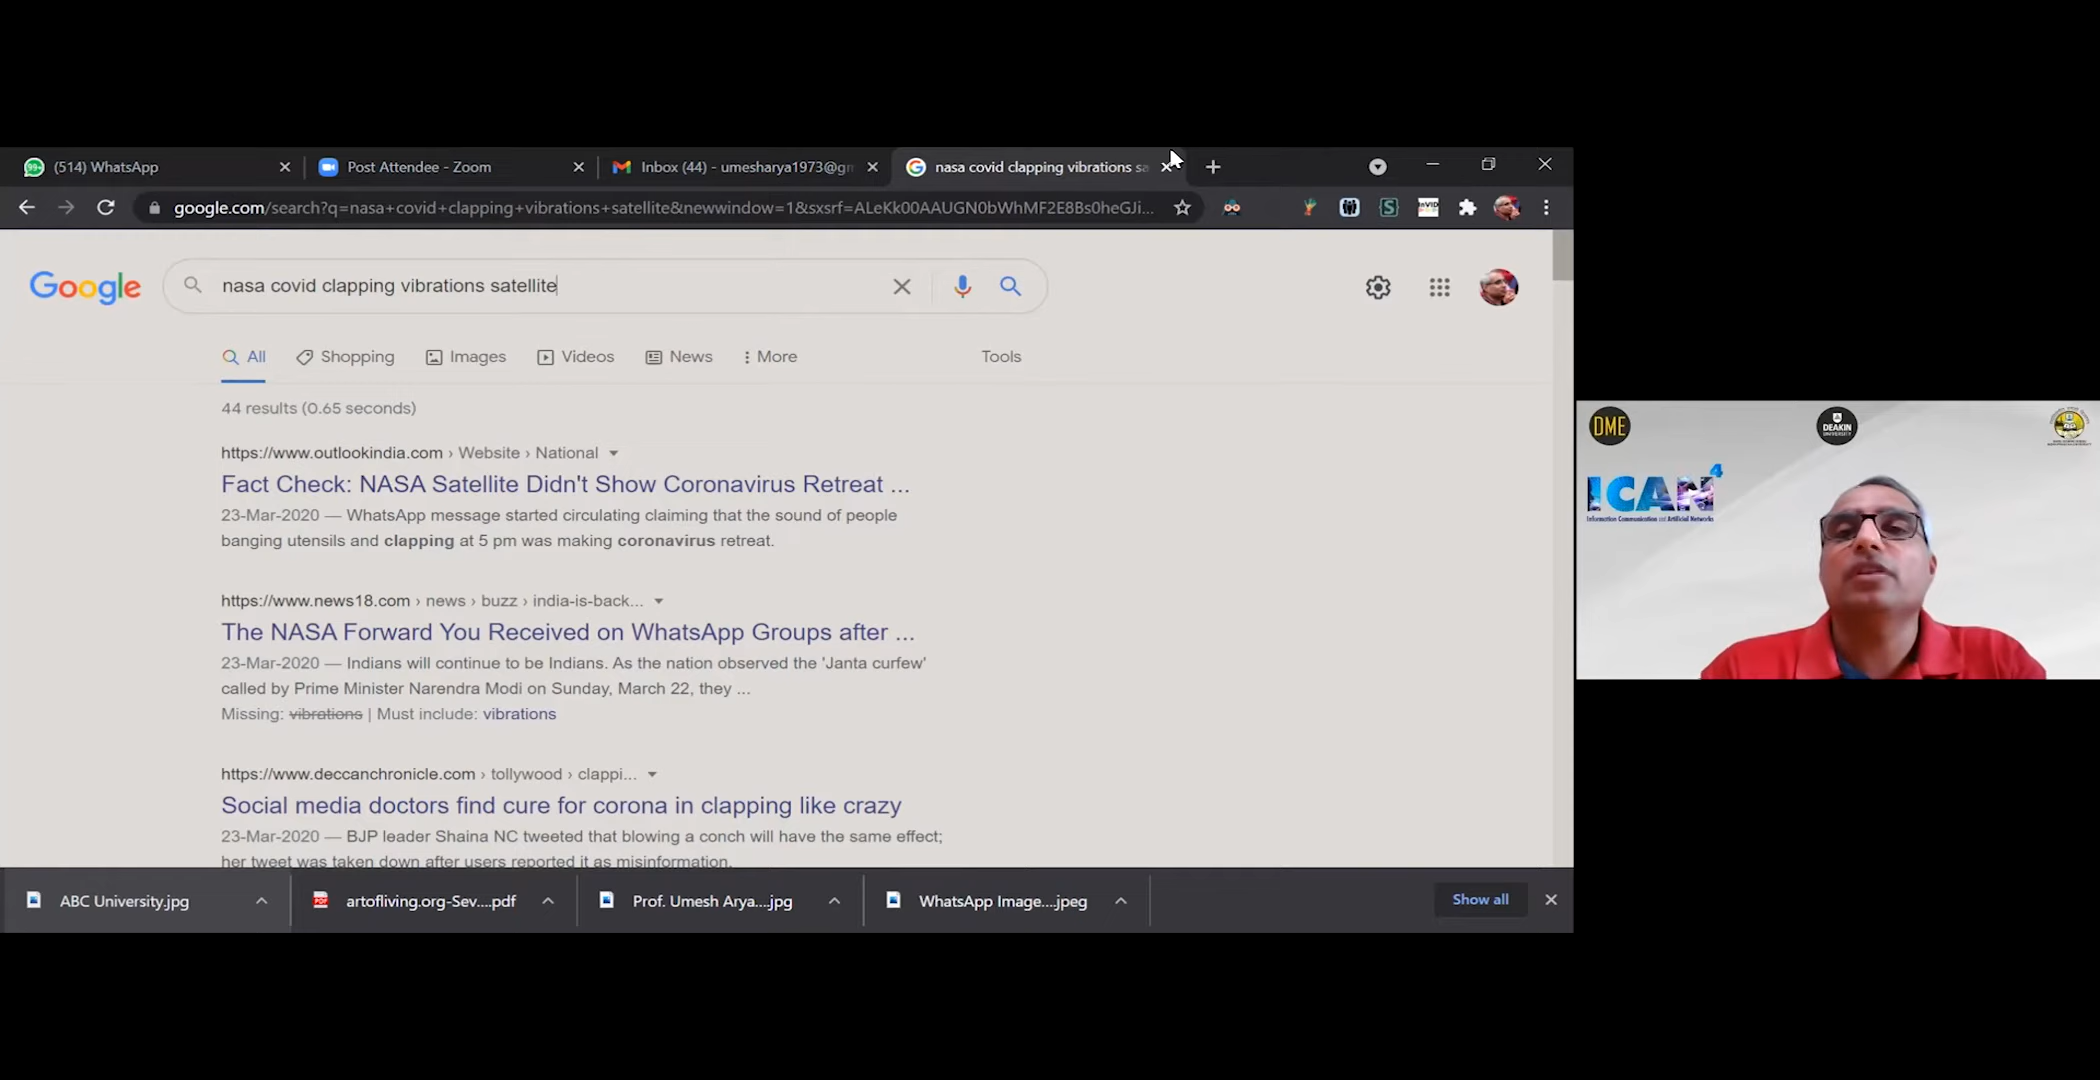 99+ (514) WhatsApp
Post Attendee - Zoom
Inbox (44) - umesharya1973@gm
nasa covid clapping vibrations sa
google.com/search?q=nasa+covid+clapping+vibrations+satellite&newwindow=1&sxsrf=ALeKk00AAUGN0bWhMF2E8Bs0heGJi...
Google
nasa covid clapping vibrations satellite
All
Shopping
Images
Videos
News
More
Tools
44 results (0.65 seconds)
https://www.outlookindia.com › Website › National
Fact Check: NASA Satellite Didn't Show Coronavirus Retreat ...
23-Mar-2020 — WhatsApp message started circulating claiming that the sound of people
banging utensils and clapping at 5 pm was making coronavirus retreat.
https://www.news18.com › news › buzz › india-is-back...
The NASA Forward You Received on WhatsApp Groups after ...
23-Mar-2020 — Indians will continue to be Indians. As the nation observed the 'Janta curfew'
called by Prime Minister Narendra Modi on Sunday, March 22, they ...
Missing: vibrations | Must include: vibrations
https://www.deccanchronicle.com › tollywood › clappi...
Social media doctors find cure for corona in clapping like crazy
23-Mar-2020 — BJP leader Shaina NC tweeted that blowing a conch will have the same effect;
her tweet was taken down after users reported it as misinformation.
ABC University.jpg
artofliving.org-Sev....pdf
Prof. Umesh Arya....jpg
WhatsApp Image....jpeg
Show all
DME
DEAKIN
UNIVERSITY
ICAN4
Information Communication and Artificial Networks